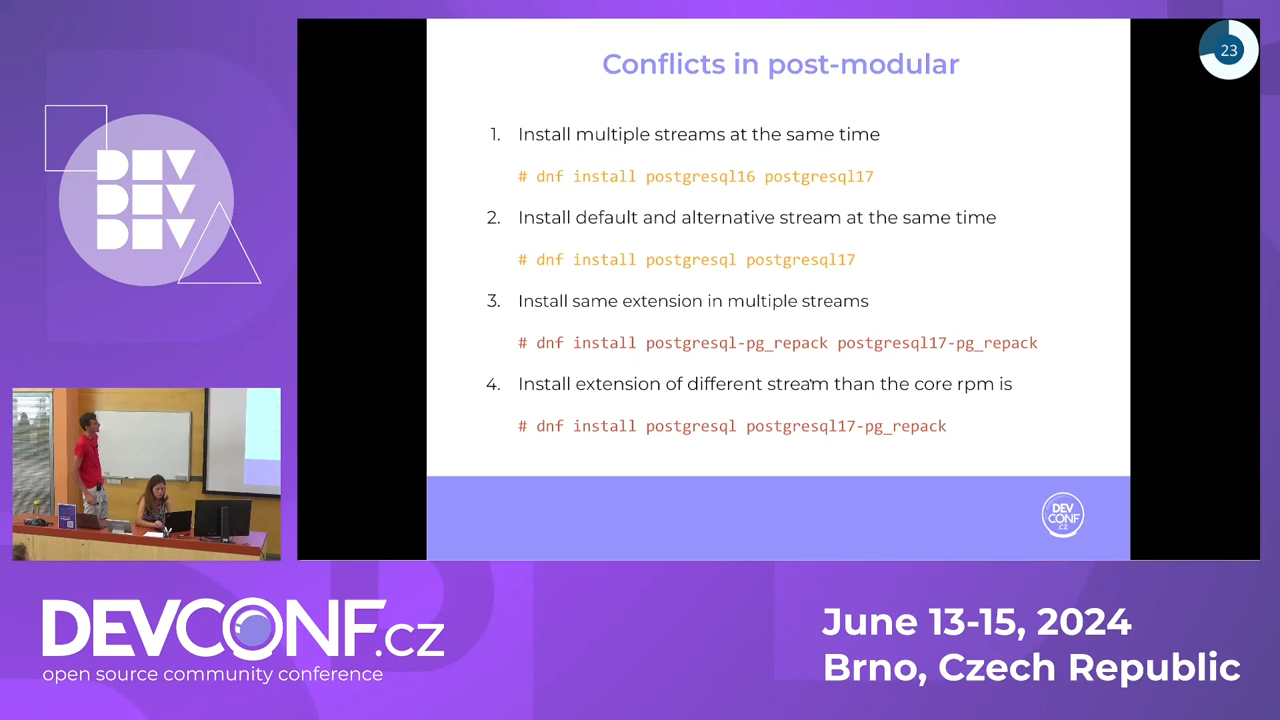 Conflicts in post-modular
23
1. Install multiple streams at the same time
# dnf install postgresql16 postgresql17
2. Install default and alternative stream at the same time
# dnf install postgresql postgresql17
3. Install same extension in multiple streams
# dnf install postgresql-pg_repack postgresql17-pg_repack
4. Install extension of different stream than the core rpm is
# dnf install postgresql postgresql17-pg_repack
DEV
CONF
.CZ
DEV
DEV
DEV
DEVCONF.cz
open source community conference
June 13-15, 2024
Brno, Czech Republic